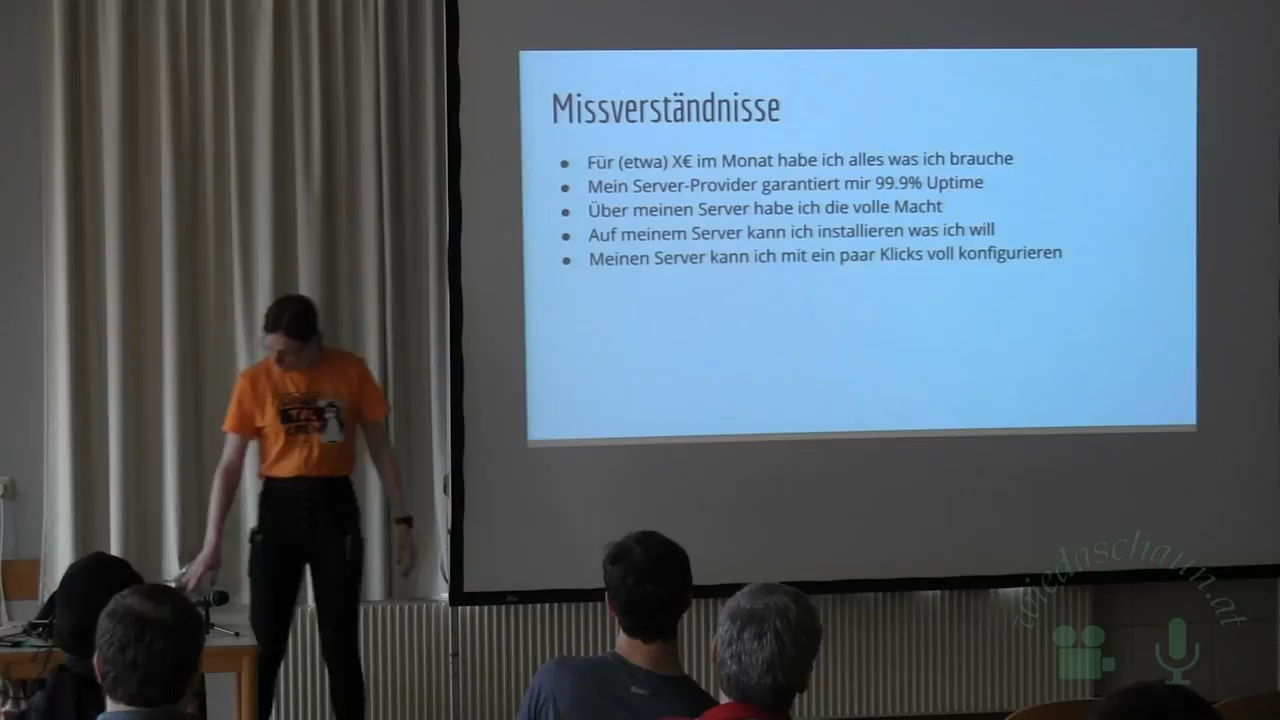 Missverständnisse
● Für (etwa) X€ im Monat habe ich alles was ich brauche
● Mein Server-Provider garantiert mir 99.9% Uptime
● Über meinen Server habe ich die volle Macht
● Auf meinem Server kann ich installieren was ich will
● Meinen Server kann ich mit ein paar Klicks voll konfigurieren
wiedaschaun.at